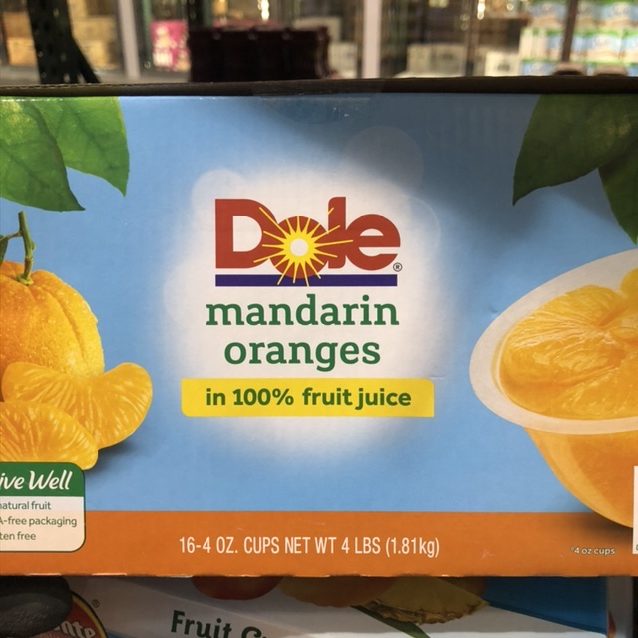 Dole®
mandarin
oranges
in 100% fruit juice
ive Well
natural fruit
A-free packaging
ten free
16-4 OZ. CUPS NET WT 4 LBS (1.81kg)
*4 oz cups
Fruit